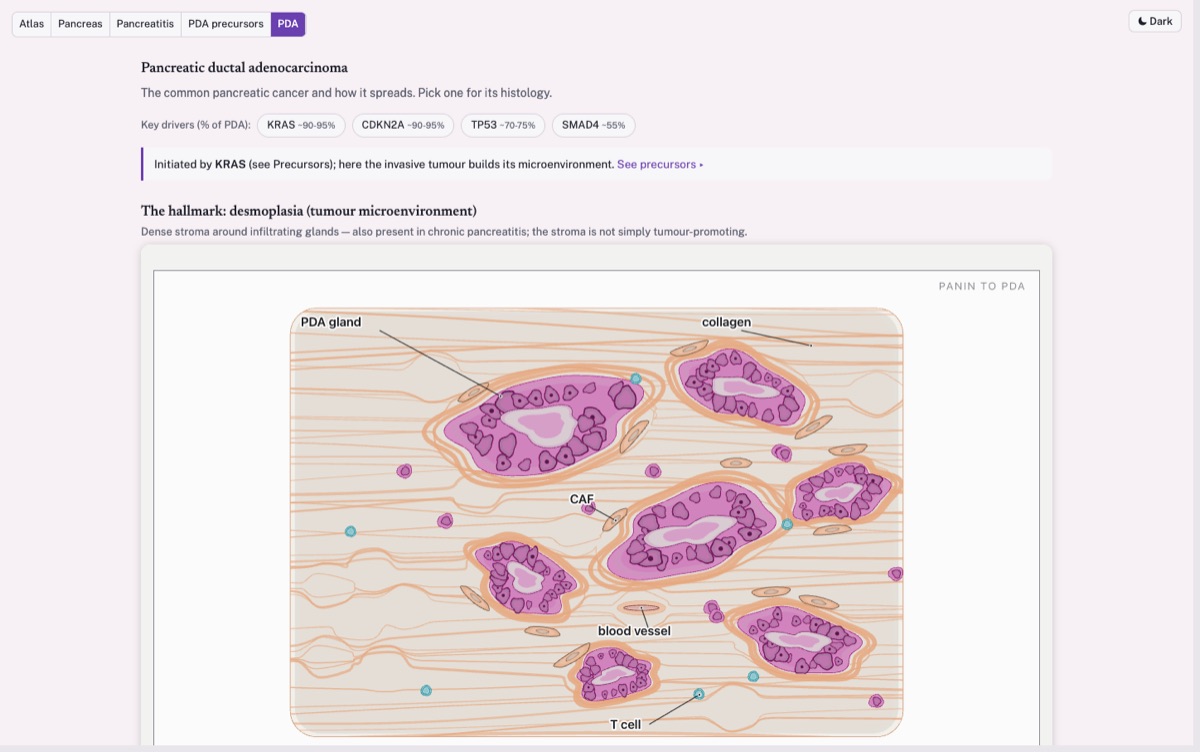 Atlas Pancreas Pancreatitis PDA precursors PDA Dark
Pancreatic ductal adenocarcinoma
The common pancreatic cancer and how it spreads. Pick one for its histology.
Key drivers (% of PDA): KRAS ~90-95% CDKN2A ~90-95% TP53 ~70-75% SMAD4 ~55%
Initiated by KRAS (see Precursors); here the invasive tumour builds its microenvironment. See precursors ▸
The hallmark: desmoplasia (tumour microenvironment)
Dense stroma around infiltrating glands — also present in chronic pancreatitis; the stroma is not simply tumour-promoting.
PANIN TO PDA
PDA gland collagen
CAF
blood vessel
T cell